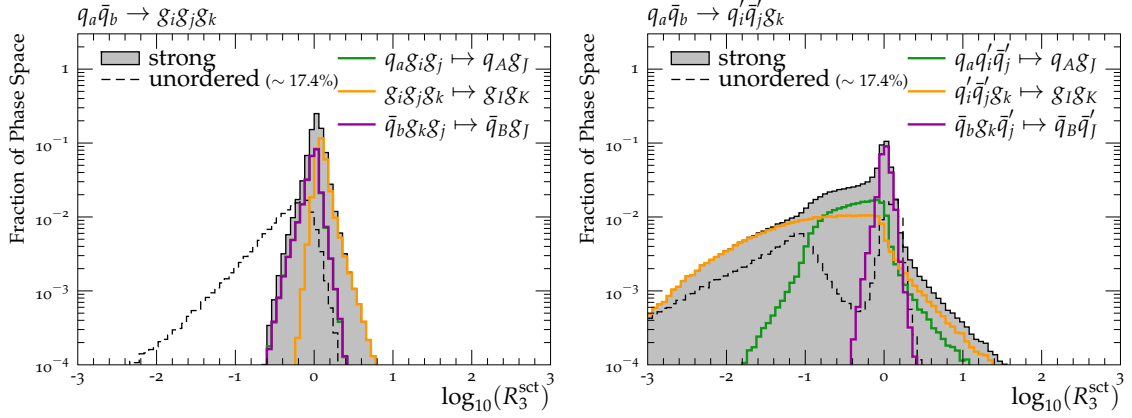 q_a q̄_b → g_i g_j g_k
strong
unordered (∼ 17.4%)
q_a g_i g_j ↦ q_A g_J
g_i g_j g_k ↦ g_I g_K
q̄_b g_k g_j ↦ q̄_B g_J
Fraction of Phase Space
1
10⁻¹
10⁻²
10⁻³
10⁻⁴
-3 -2 -1 0 1 2 3
log₁₀(R₃^sct)
q_a q̄_b → q′_i q̄′_j g_k
strong
unordered (∼ 17.4%)
q_a q′_i q̄′_j ↦ q_A g_J
q′_i q̄′_j g_k ↦ g_I g_K
q̄_b g_k q̄′_j ↦ q̄_B q̄′_J
Fraction of Phase Space
1
10⁻¹
10⁻²
10⁻³
10⁻⁴
-3 -2 -1 0 1 2 3
log₁₀(R₃^sct)